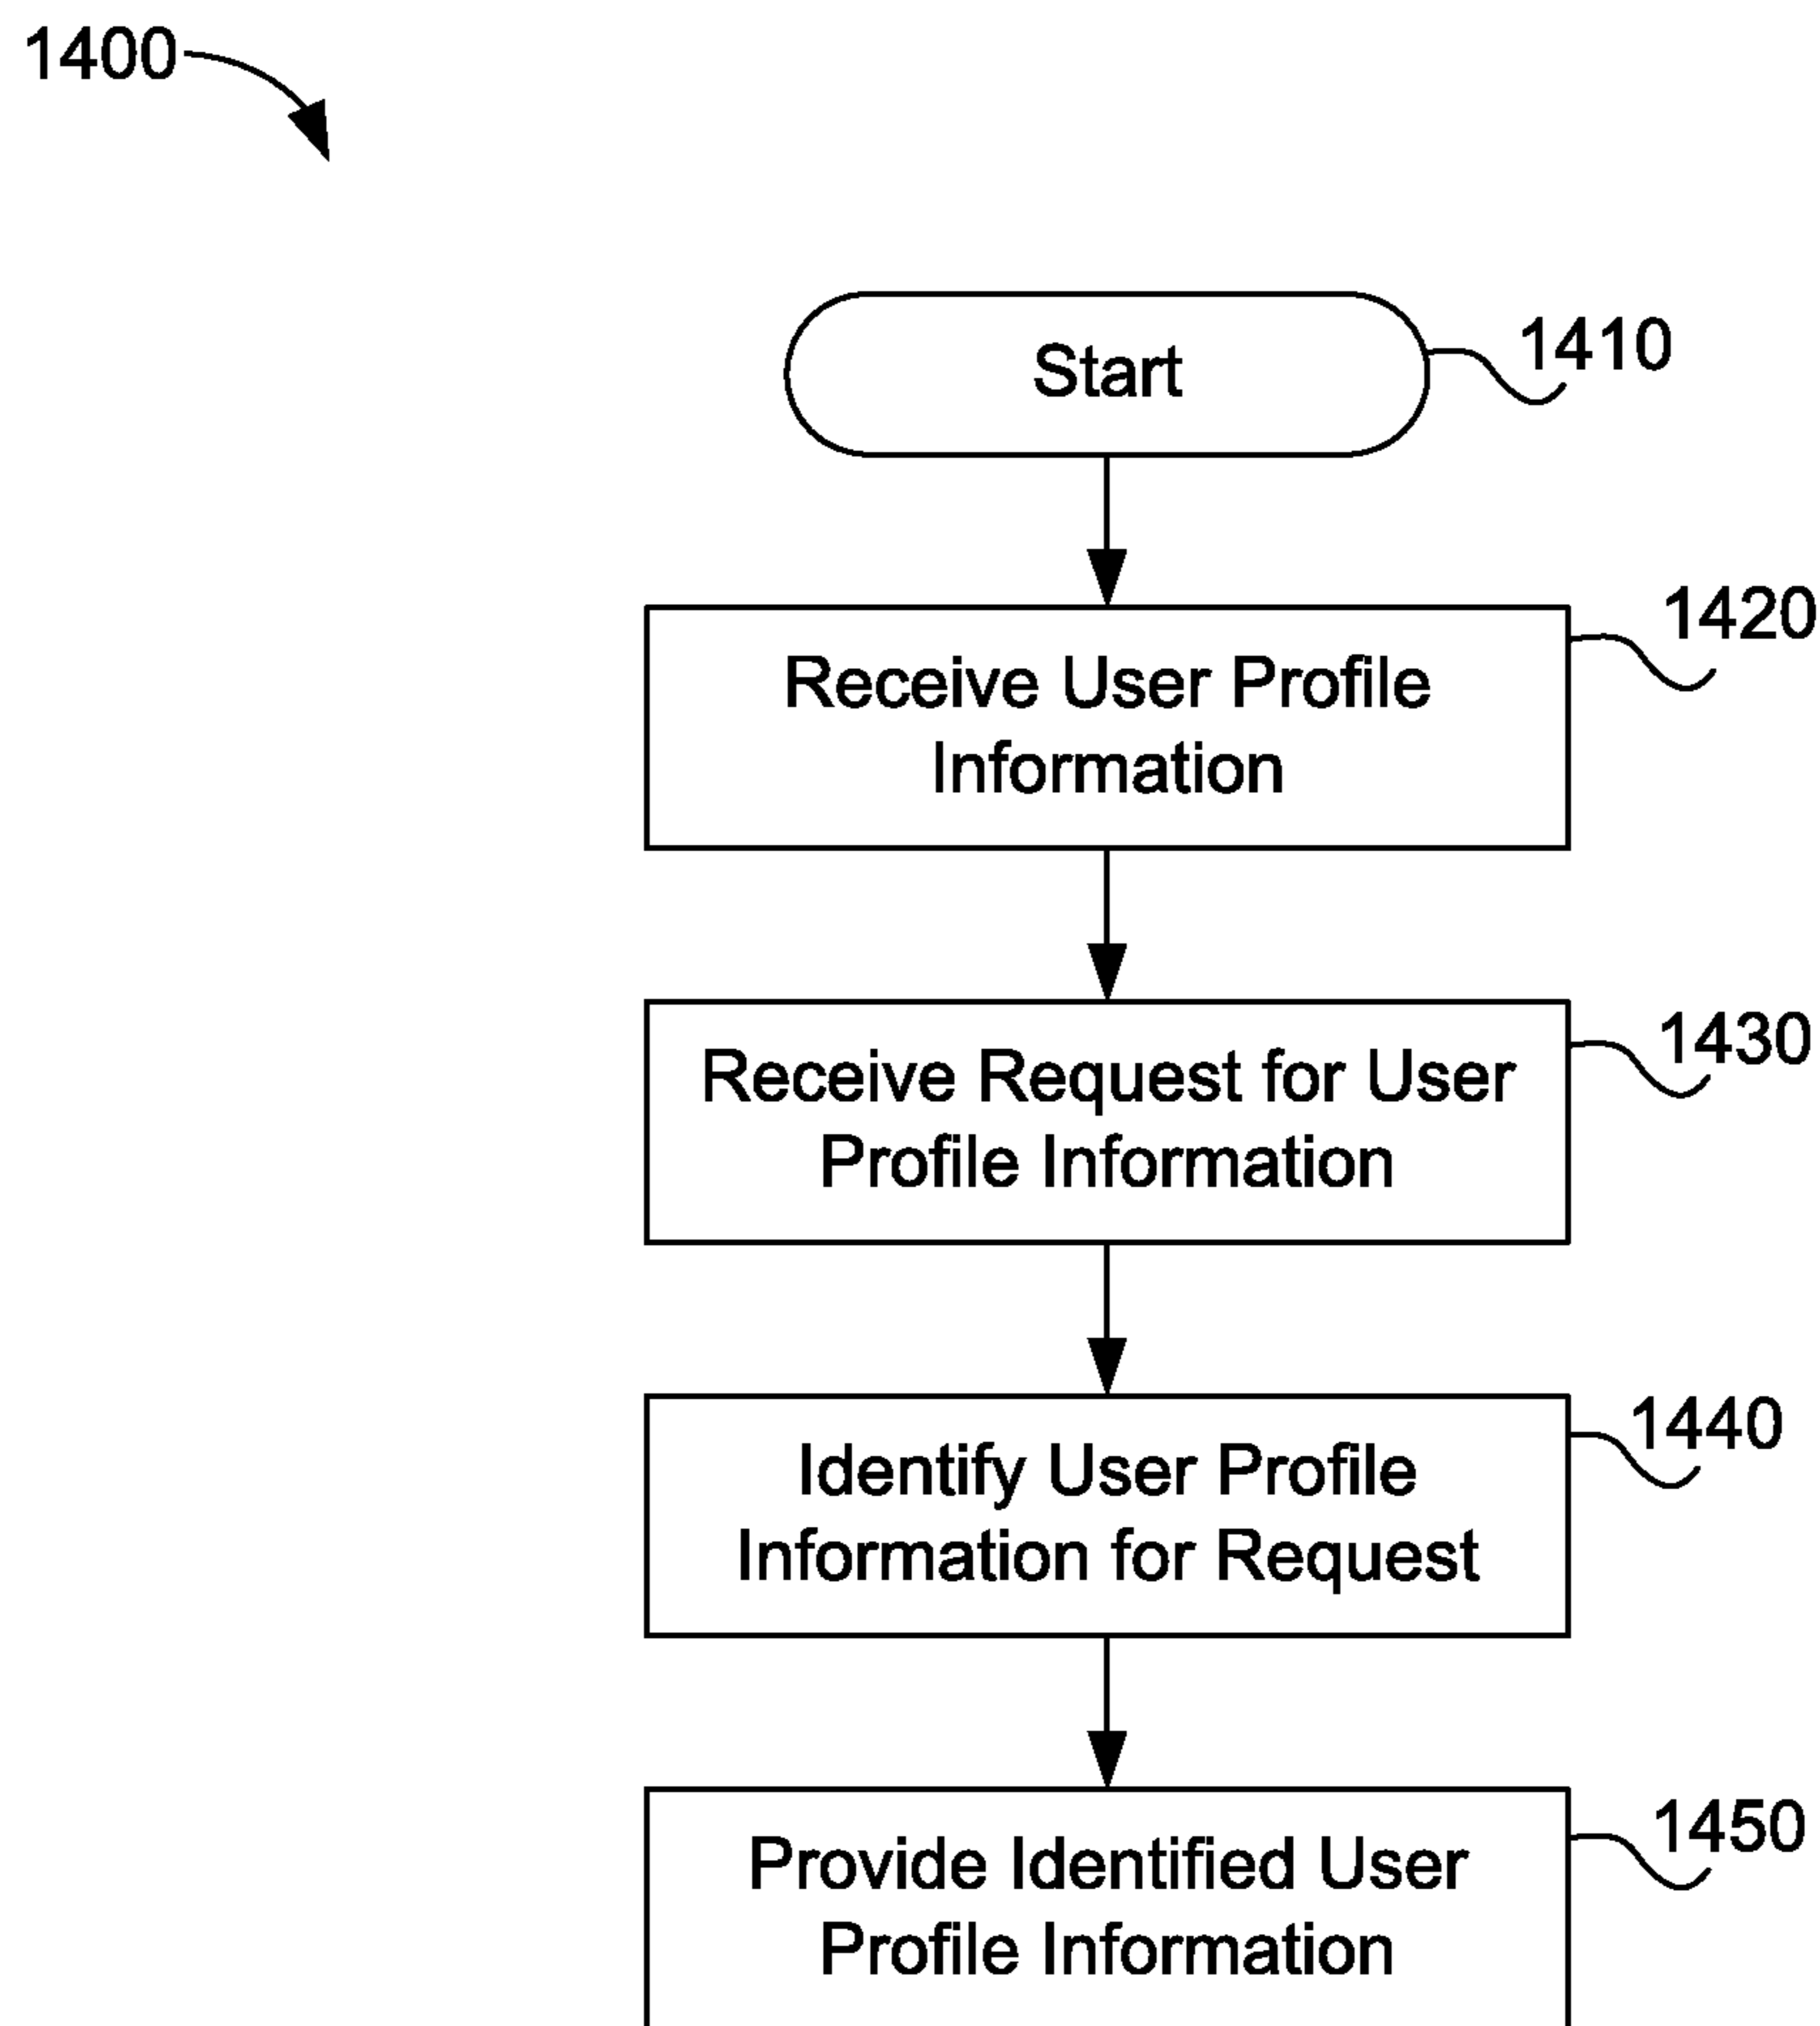 1400
Start
1410
Receive User Profile
Information
1420
Receive Request for User
Profile Information
1430
Identify User Profile
Information for Request
1440
Provide Identified User
Profile Information
1450